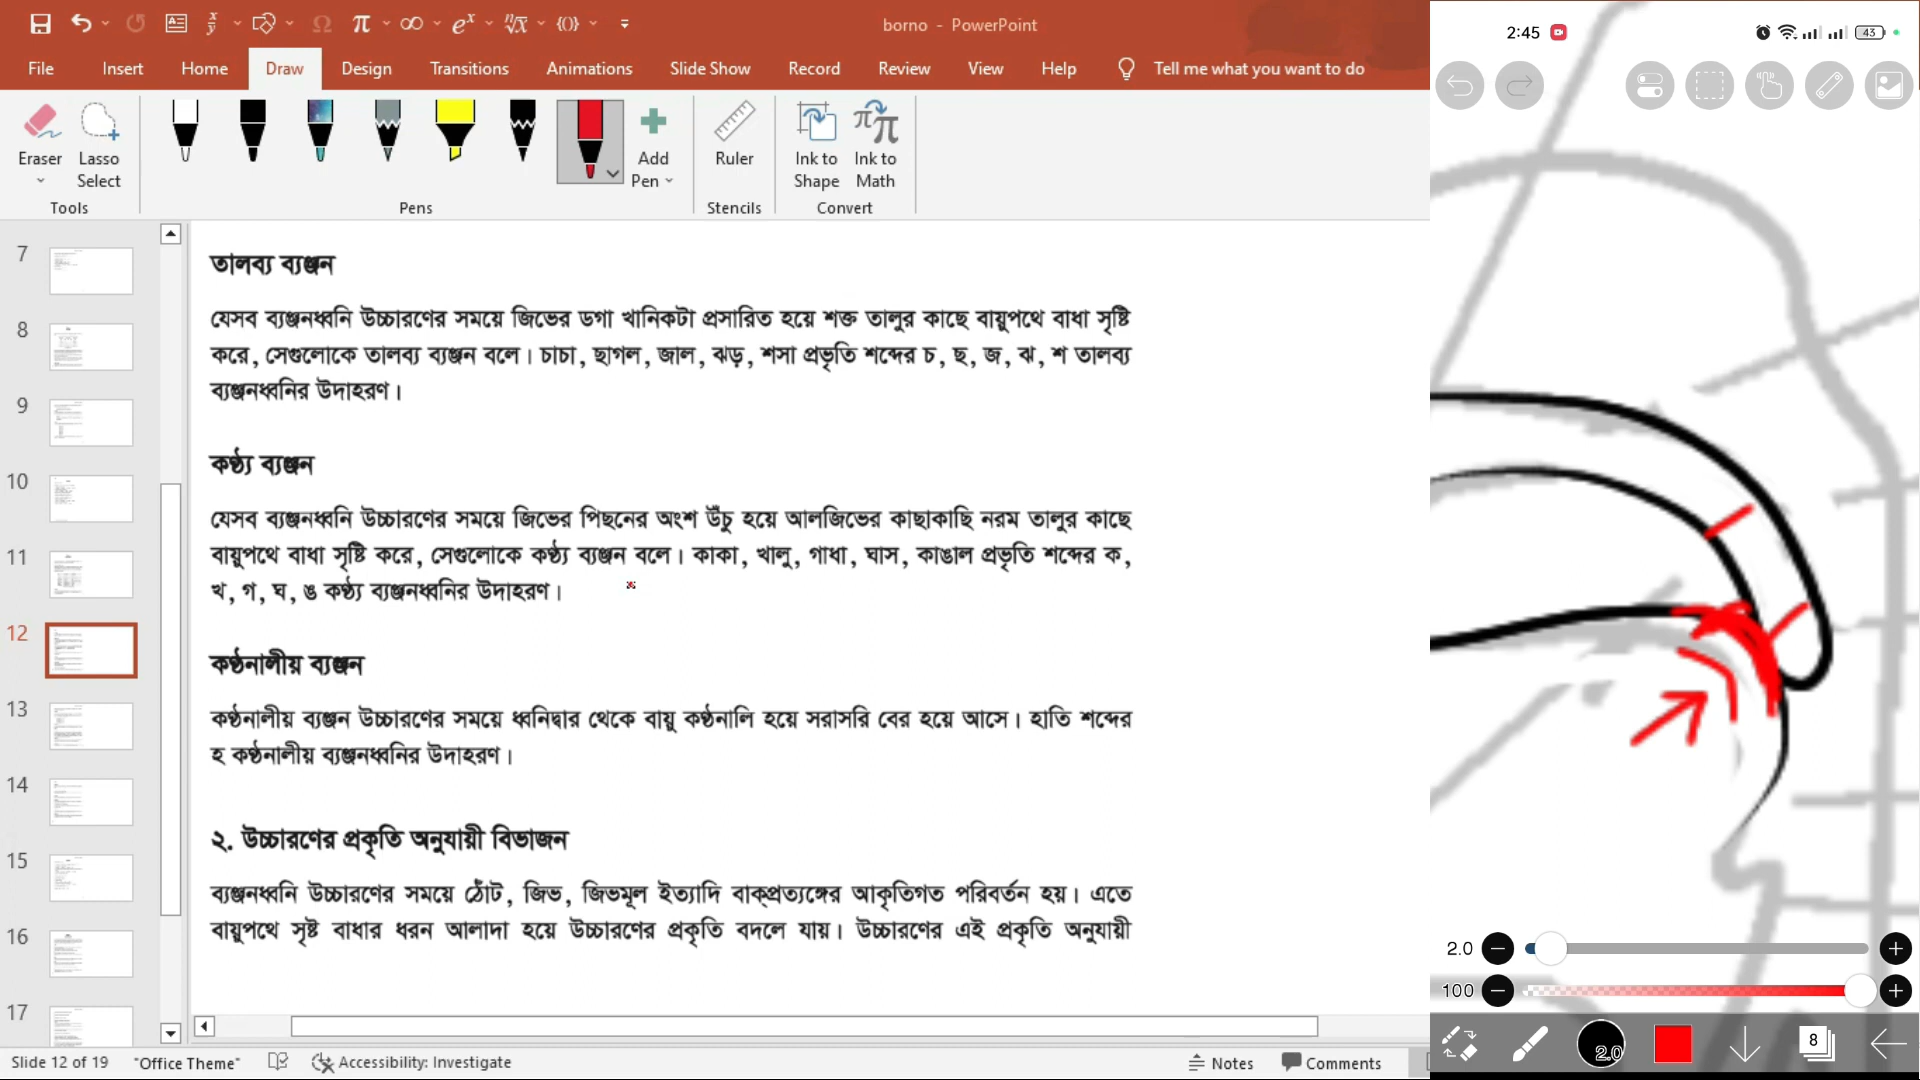 borno - PowerPoint
File Insert Home Draw Design Transitions Animations Slide Show Record Review View Help Tell me what you want to do
Eraser
Lasso Select
Add Pen
Ruler
Ink to Shape
Ink to Math
Tools Pens Stencils Convert
7
8
9
10
11
12
13
14
15
16
17
তালব্য ব্যঞ্জন
যেসব ব্যঞ্জনধ্বনি উচ্চারণের সময়ে জিভের ডগা খানিকটা প্রসারিত হয়ে শক্ত তালুর কাছে বায়ুপথে বাধা সৃষ্টি
করে, সেগুলোকে তালব্য ব্যঞ্জন বলে। চাচা, ছাগল, জাল, ঝড়, শসা প্রভৃতি শব্দের চ, ছ, জ, ঝ, শ তালব্য
ব্যঞ্জনধ্বনির উদাহরণ।
কণ্ঠ্য ব্যঞ্জন
যেসব ব্যঞ্জনধ্বনি উচ্চারণের সময়ে জিভের পিছনের অংশ উঁচু হয়ে আলজিভের কাছাকাছি নরম তালুর কাছে
বায়ুপথে বাধা সৃষ্টি করে, সেগুলোকে কণ্ঠ্য ব্যঞ্জন বলে। কাকা, খালু, গাধা, ঘাস, কাঙাল প্রভৃতি শব্দের ক,
খ, গ, ঘ, ঙ কণ্ঠ্য ব্যঞ্জনধ্বনির উদাহরণ।
কণ্ঠনালীয় ব্যঞ্জন
কণ্ঠনালীয় ব্যঞ্জন উচ্চারণের সময়ে ধ্বনিদ্বার থেকে বায়ু কণ্ঠনালি হয়ে সরাসরি বের হয়ে আসে। হাতি শব্দের
হ কণ্ঠনালীয় ব্যঞ্জনধ্বনির উদাহরণ।
২. উচ্চারণের প্রকৃতি অনুযায়ী বিভাজন
ব্যঞ্জনধ্বনি উচ্চারণের সময়ে ঠোঁট, জিভ, জিভমূল ইত্যাদি বাক্‌প্রত্যঙ্গের আকৃতিগত পরিবর্তন হয়। এতে
বায়ুপথে সৃষ্ট বাধার ধরন আলাদা হয়ে উচ্চারণের প্রকৃতি বদলে যায়। উচ্চারণের এই প্রকৃতি অনুযায়ী
Slide 12 of 19 "Office Theme" Accessibility: Investigate Notes Comments
2:45 43
2.0
100
2.0 8